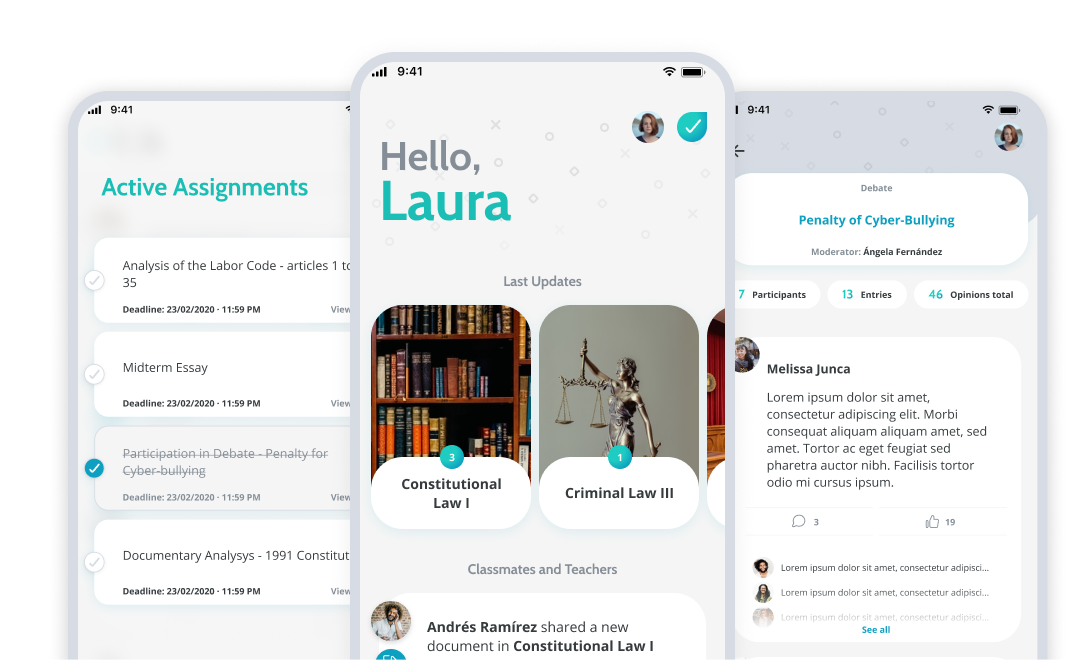 9:41
Active Assignments
Analysis of the Labor Code - articles 1 to
35
Deadline: 23/02/2020 - 11:59 PM
View
Midterm Essay
Deadline: 23/02/2020 - 11:59 PM
View
Participation in Debate - Penalty for
Cyber-bullying
Deadline: 23/02/2020 - 11:59 PM
View
Documentary Analysys - 1991 Constitut
Deadline: 23/02/2020 - 11:59 PM
View
9:41
Hello,
Laura
Last Updates
3
Constitutional
Law I
1
Criminal Law III
Classmates and Teachers
Andrés Ramírez shared a new
document in Constitutional Law I
9:41
Debate
Penalty of Cyber-Bullying
Moderator: Ángela Fernández
7 Participants
13 Entries
46 Opinions total
Melissa Junca
Lorem ipsum dolor sit amet,
consectetur adipiscing elit. Morbi
consequat aliquam aliquam amet, sed
amet. Tortor ac eget feugiat sed
pharetra auctor nibh. Facilisis tortor
odio mi cursus ipsum.
3
19
Lorem ipsum dolor sit amet, consectetur adipisci...
Lorem ipsum dolor sit amet, consectetur adipisci...
Lorem ipsum dolor sit amet, consectetur adipisci...
See all